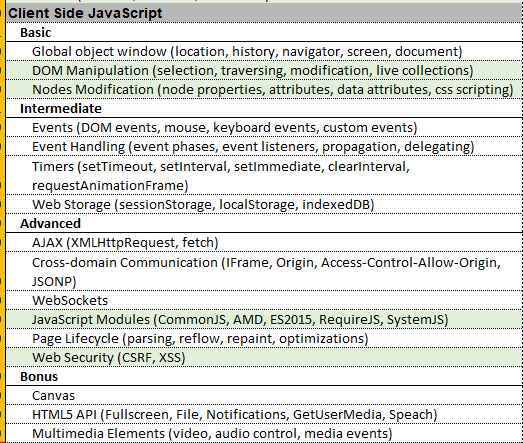 Client Side JavaScript
Basic
Global object window (location, history, navigator, screen, document)
DOM Manipulation (selection, traversing, modification, live collections)
Nodes Modification (node properties, attributes, data attributes, css scripting)
Intermediate
Events (DOM events, mouse, keyboard events, custom events)
Event Handling (event phases, event listeners, propagation, delegating)
Timers (setTimeout, setInterval, setImmediate, clearInterval,
requestAnimationFrame)
Web Storage (sessionStorage, localStorage, indexedDB)
Advanced
AJAX (XMLHttpRequest, fetch)
Cross-domain Communication (IFrame, Origin, Access-Control-Allow-Origin,
JSONP)
WebSockets
JavaScript Modules (CommonJS, AMD, ES2015, RequireJS, SystemJS)
Page Lifecycle (parsing, reflow, repaint, optimizations)
Web Security (CSRF, XSS)
Bonus
Canvas
HTML5 API (Fullscreen, File, Notifications, GetUserMedia, Speach)
Multimedia Elements (video, audio control, media events)